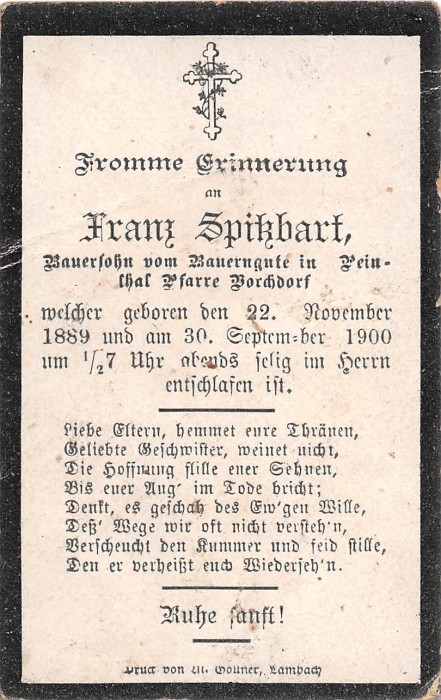 Fromme Erinnerung
an
Franz Spitzbart,
Bauersohn vom Bauerngute in Pein-
thal Pfarre Vorchdorf
welcher geboren den 22. November
1889 und am 30. September 1900
um 1/27 Uhr abends selig im Herrn
entschlafen ist.
Liebe Eltern, hemmet eure Thränen,
Geliebte Geschwister, weinet nicht,
Die Hoffnung stille euer Sehnen,
Bis euer Aug' im Tode bricht;
Denkt, es geschah des Ew'gen Wille,
Deß' Wege wir oft nicht versteh'n,
Verscheucht den Kummer und seid stille,
Den er verheißt euch Wiederseh'n.
Ruhe sanft!
Druck von M. Gollner, Lambach